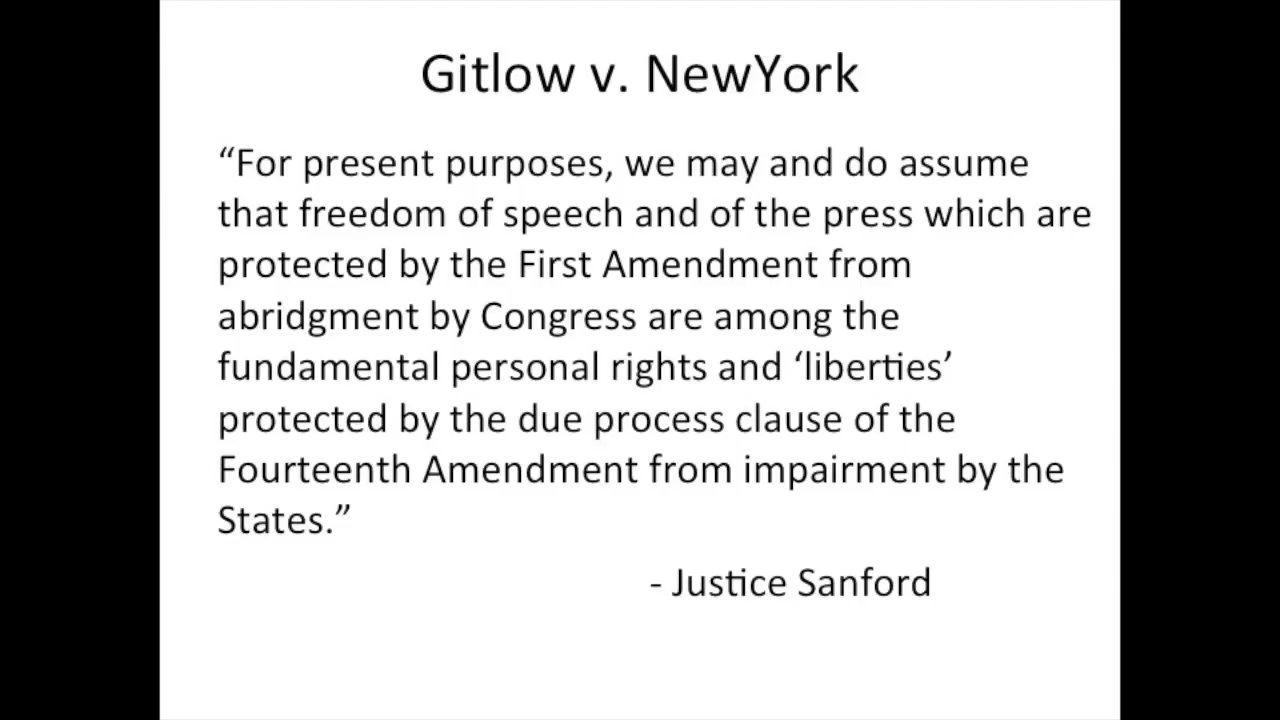 Gitlow v. NewYork
“For present purposes, we may and do assume
that freedom of speech and of the press which are
protected by the First Amendment from
abridgment by Congress are among the
fundamental personal rights and ‘liberties’
protected by the due process clause of the
Fourteenth Amendment from impairment by the
States.”
- Justice Sanford